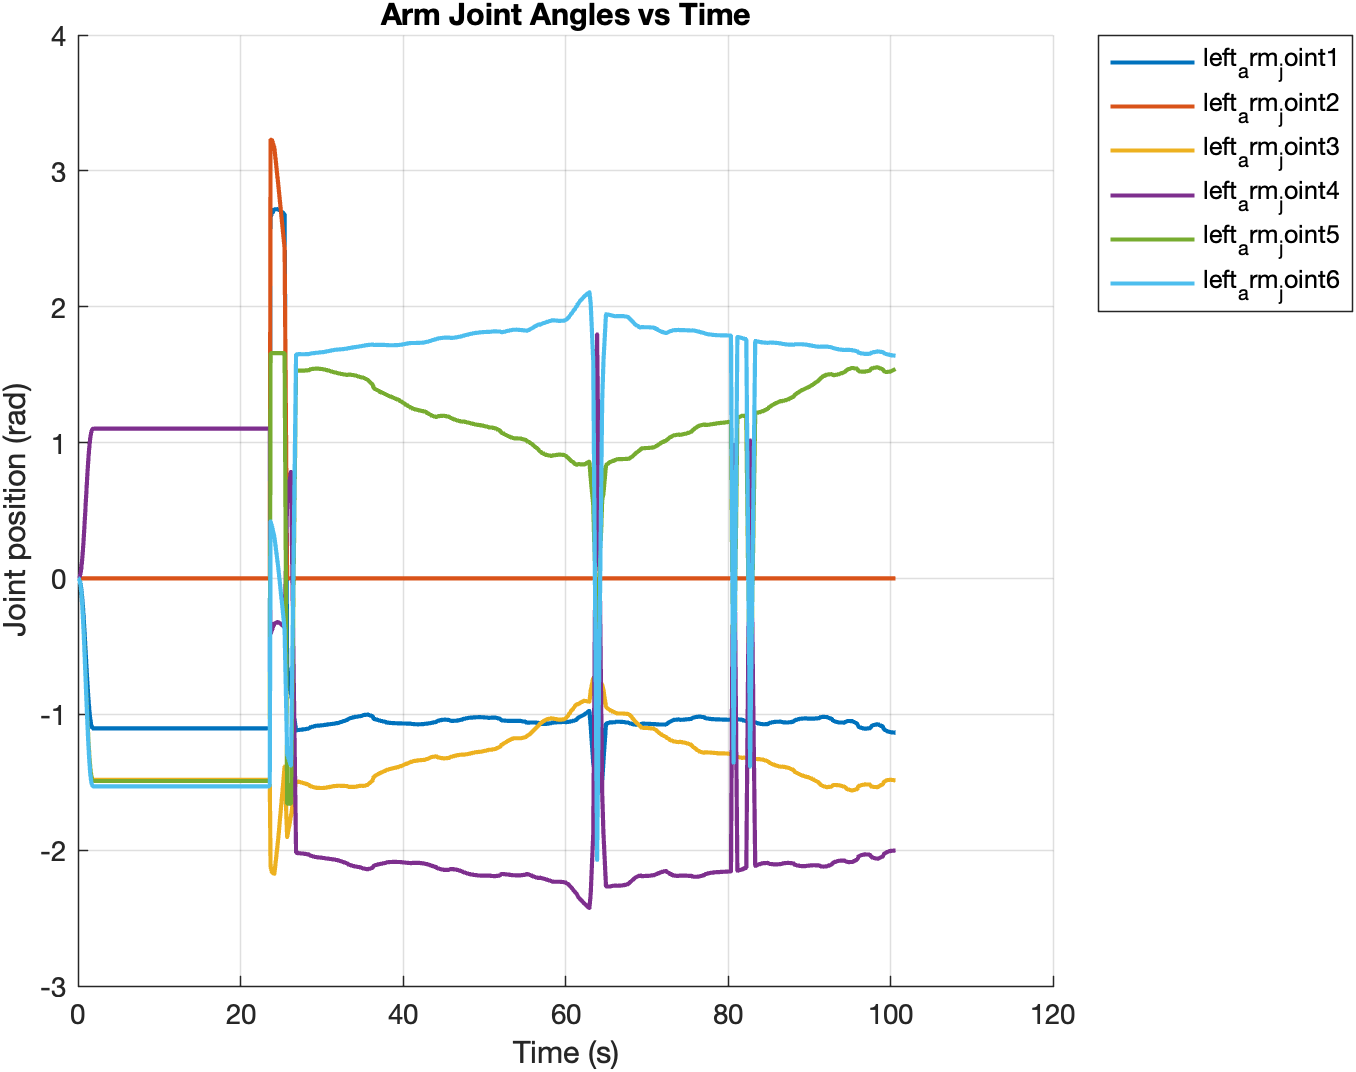 Arm Joint Angles vs Time
4
3
2
1
0
-1
-2
-3
Joint position (rad)
0 20 40 60 80 100 120
Time (s)
left_arm_joint1
left_arm_joint2
left_arm_joint3
left_arm_joint4
left_arm_joint5
left_arm_joint6